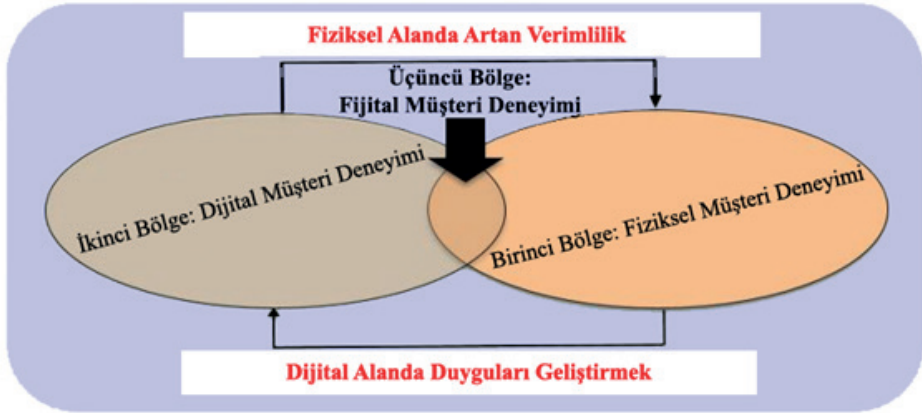 Fiziksel Alanda Artan Verimlilik
Üçüncü Bölge:
Fijital Müşteri Deneyimi
İkinci Bölge: Dijital Müşteri Deneyimi
Birinci Bölge: Fiziksel Müşteri Deneyimi
Dijital Alanda Duyguları Geliştirmek